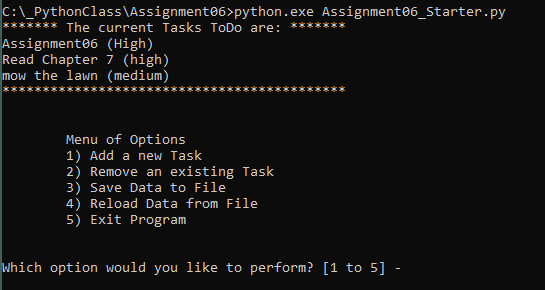 C:\_PythonClass\Assignment06>python.exe Assignment06_Starter.py
******* The current Tasks ToDo are: *******
Assignment06 (High)
Read Chapter 7 (high)
mow the lawn (medium)
*******************************************
Menu of Options
1) Add a new Task
2) Remove an existing Task
3) Save Data to File
4) Reload Data from File
5) Exit Program
Which option would you like to perform? [1 to 5] -